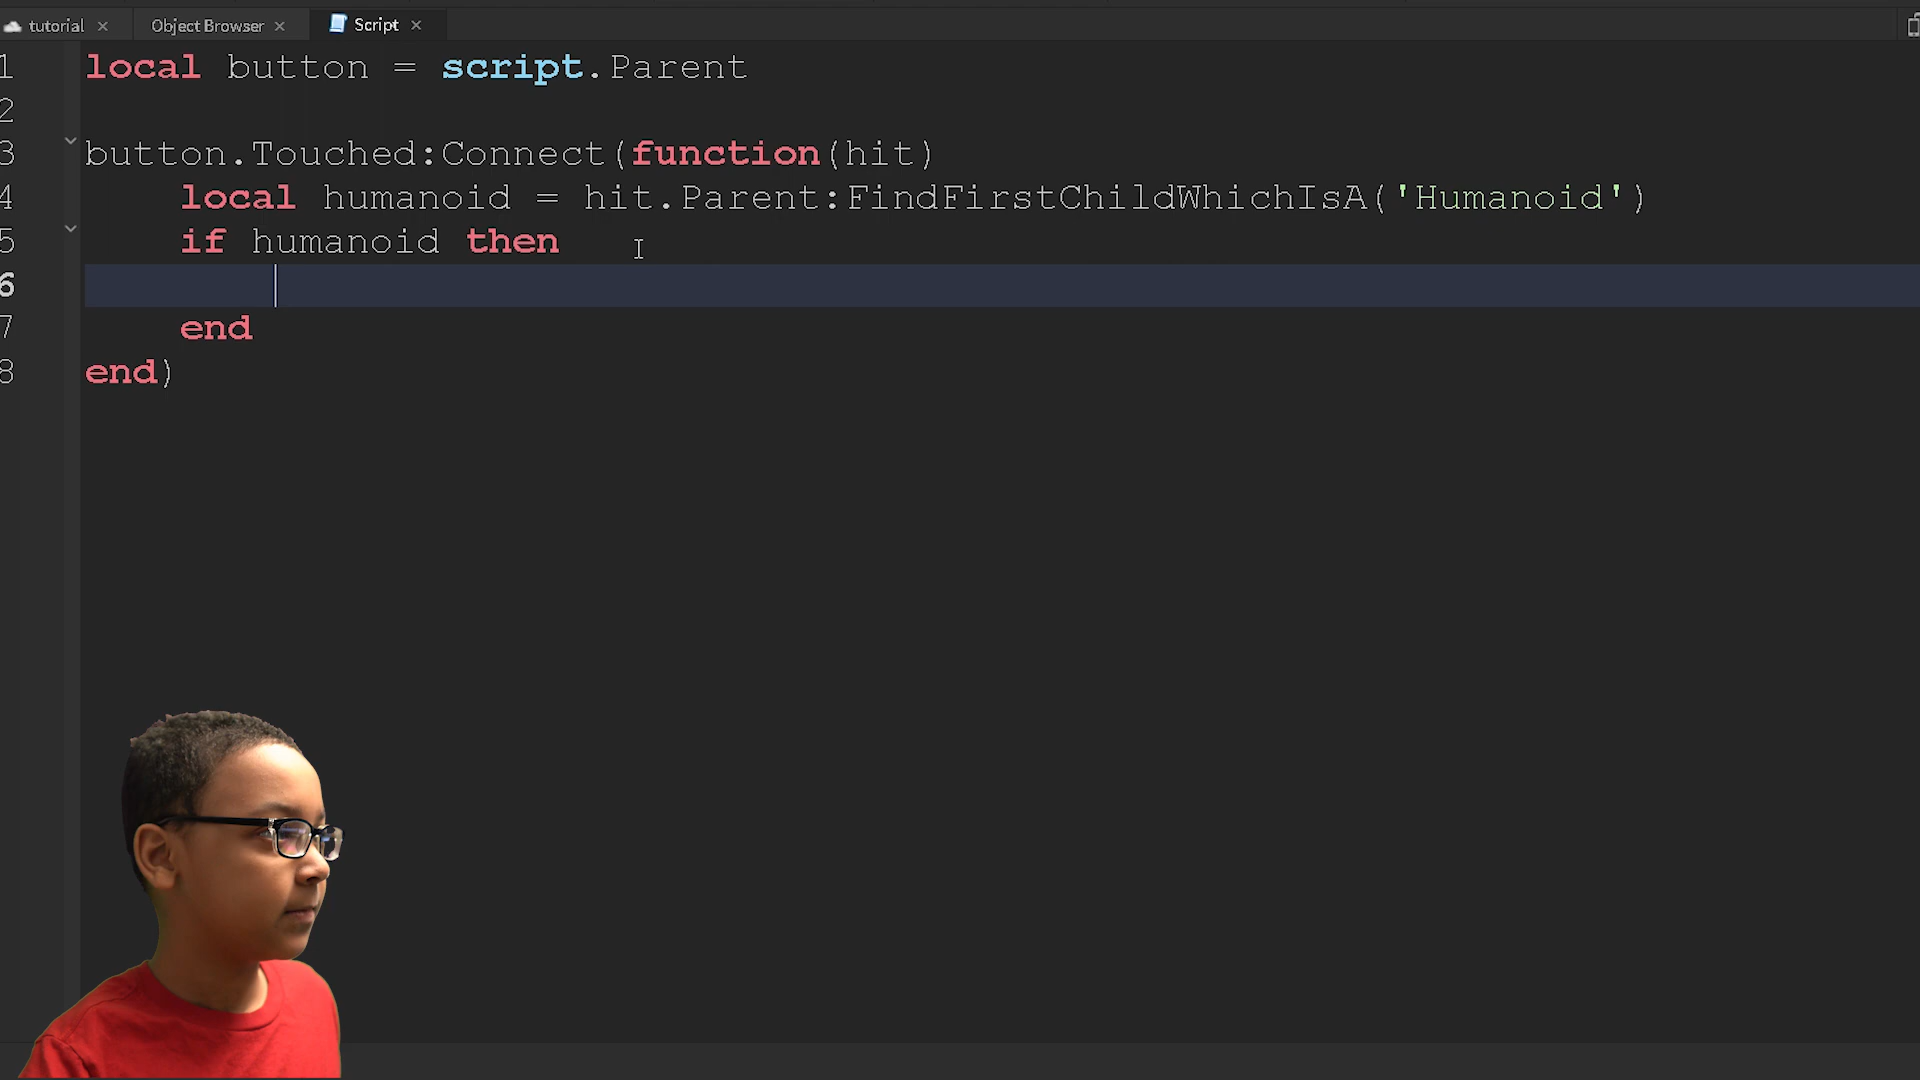 tutorial
Object Browser
Script
1 local button = script.Parent
2
3 button.Touched:Connect(function(hit)
4 local humanoid = hit.Parent:FindFirstChildWhichIsA('Humanoid')
5 if humanoid then
6
7 end
8 end)